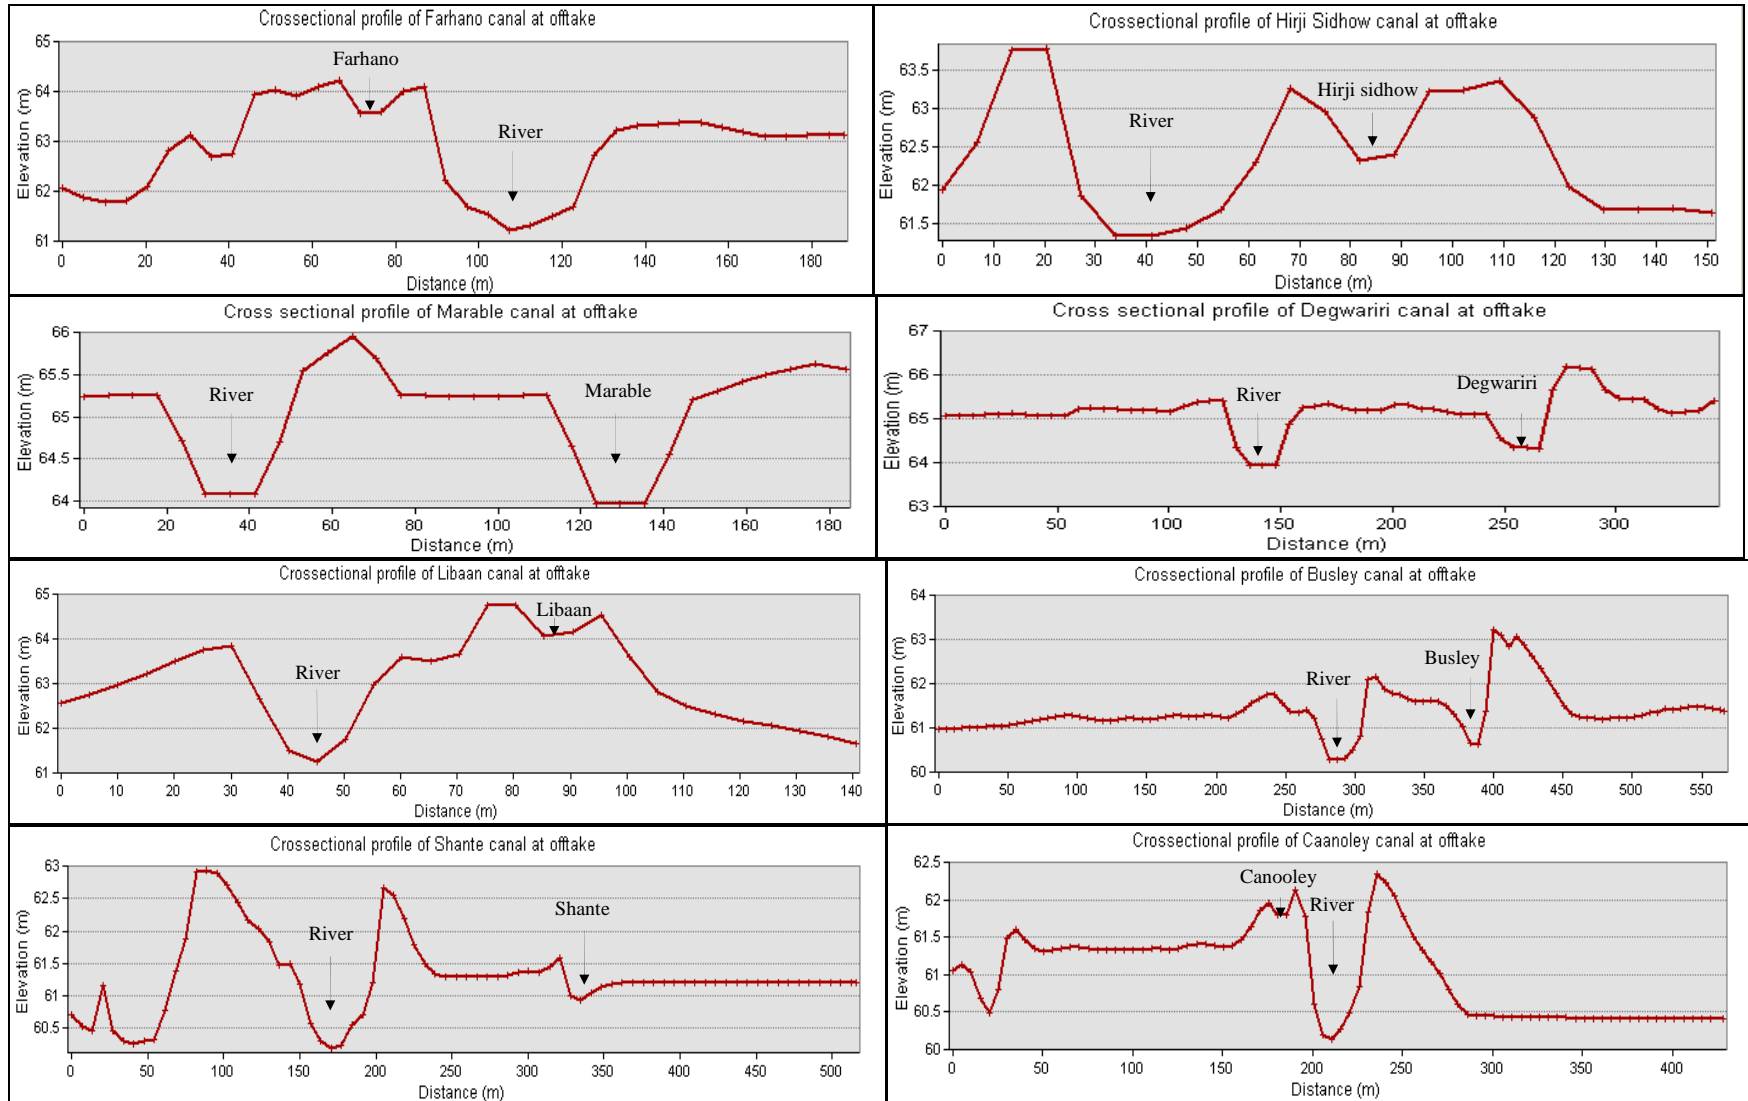 Crossectional profile of Farhano canal at offtake
65
64
63
62
61
Elevation (m)
Farhano
River
0 20 40 60 80 100 120 140 160 180
Distance (m)
Crossectional profile of Hirji Sidhow canal at offtake
63.5
63
62.5
62
61.5
Elevation (m)
River
Hirji sidhow
0 10 20 30 40 50 60 70 80 90 100 110 120 130 140 150
Distance (m)
Cross sectional profile of Marable canal at offtake
66
65.5
65
64.5
64
Elevation (m)
River
Marable
0 20 40 60 80 100 120 140 160 180
Distance (m)
Cross sectional profile of Degwariri canal at offtake
67
66
65
64
63
Elevation (m)
River
Degwariri
0 50 100 150 200 250 300
Distance (m)
Crossectional profile of Libaan canal at offtake
65
64
63
62
61
Elevation (m)
River
Libaan
0 10 20 30 40 50 60 70 80 90 100 110 120 130 140
Distance (m)
Crossectional profile of Busley canal at offtake
64
63
62
61
60
Elevation (m)
River
Busley
0 50 100 150 200 250 300 350 400 450 500 550
Distance (m)
Crossectional profile of Shante canal at offtake
63
62.5
62
61.5
61
60.5
Elevation (m)
River
Shante
0 50 100 150 200 250 300 350 400 450 500
Distance (m)
Crossectional profile of Caanoley canal at offtake
62.5
62
61.5
61
60.5
60
Elevation (m)
Canooley
River
0 50 100 150 200 250 300 350 400
Distance (m)